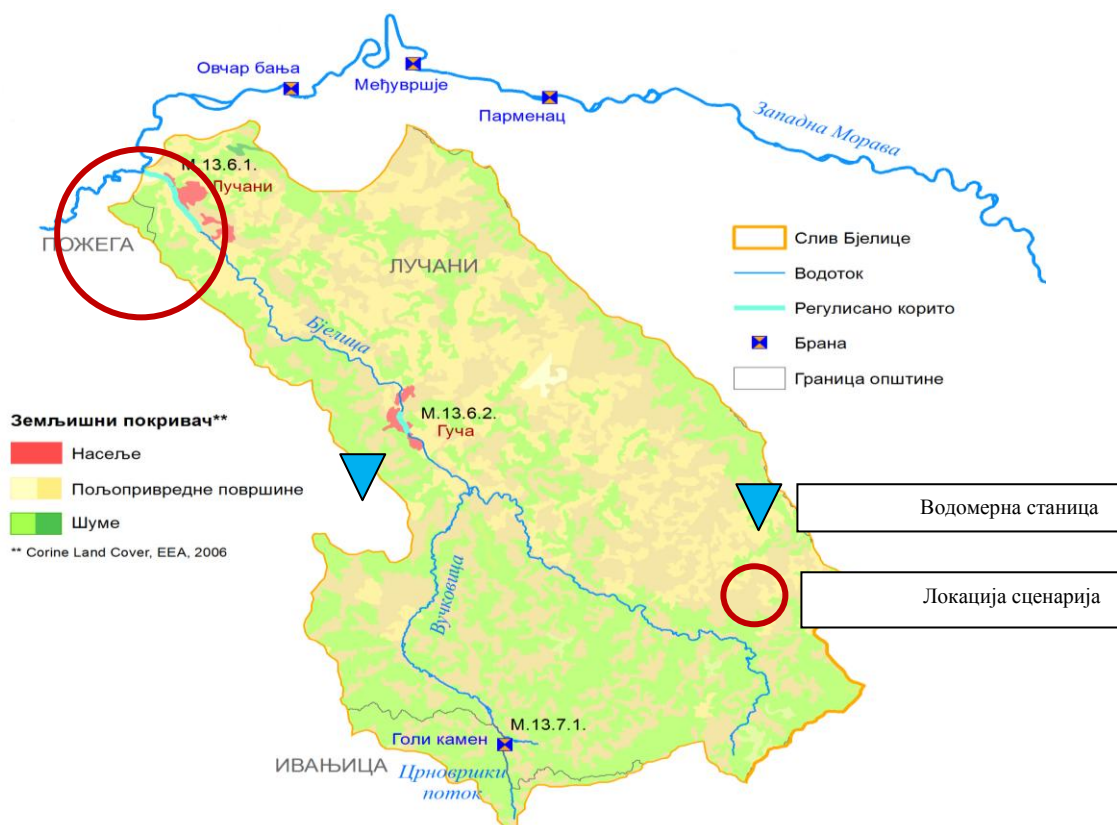 Овчар бања
Међувршје
Парменац
Западна Морава
М.13.6.1.
Лучани
ПОЖЕГА
ЛУЧАНИ
Бјелица
М.13.6.2.
Гуча
Вучковица
М.13.7.1.
Голи камен
ИВАЊИЦА
Црновршки
поток
Слив Бјелице
Водоток
Регулисано корито
Брана
Граница општине
Земљишни покривач**
Насеље
Пољопривредне површине
Шуме
** Corine Land Cover, EEA, 2006
Водомерна станица
Локација сценарија